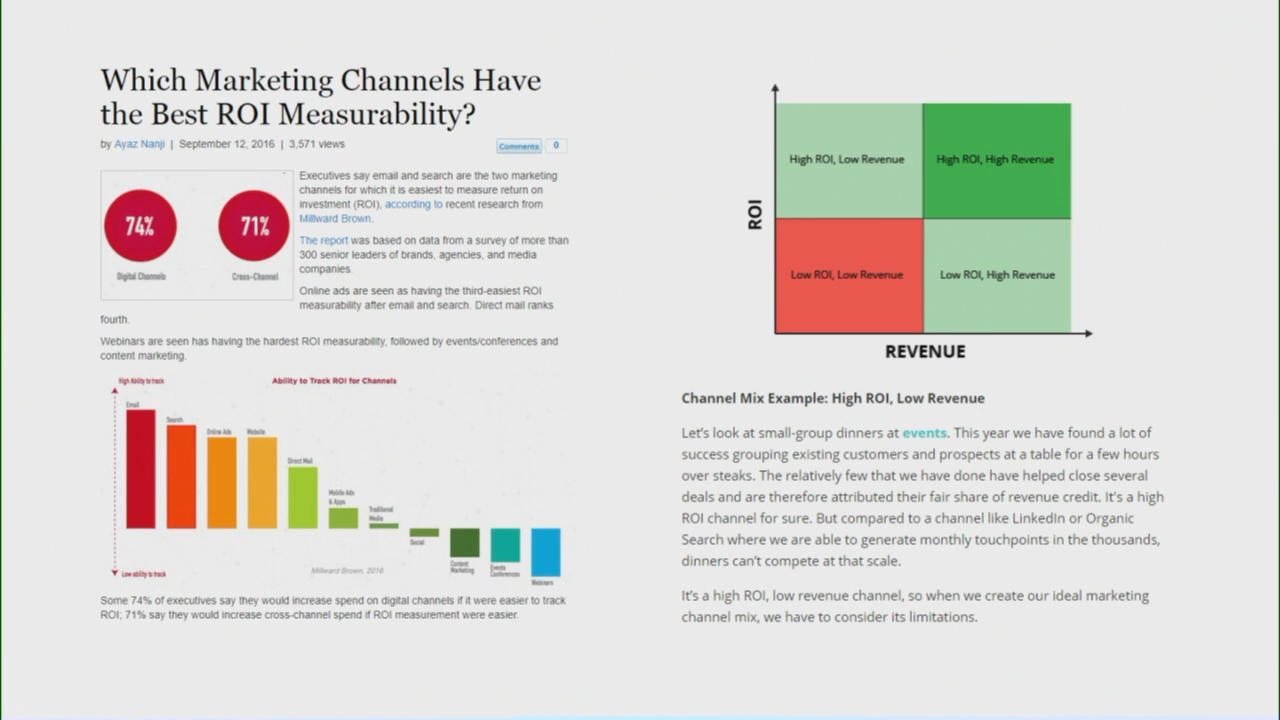 Which Marketing Channels Have
the Best ROI Measurability?
by Ayaz Nanji | September 12, 2016 | 3,571 views
Comments 0
74%
71%
Digital Channels
Cross-Channel
Executives say email and search are the two marketing
channels for which it is easiest to measure return on
investment (ROI), according to recent research from
Millward Brown.
The report was based on data from a survey of more than
300 senior leaders of brands, agencies, and media
companies.
Online ads are seen as having the third-easiest ROI
measurability after email and search. Direct mail ranks
fourth.
Webinars are seen has having the hardest ROI measurability, followed by events/conferences and
content marketing.
High Ability to track
Ability to Track ROI for Channels
Email
Search
Online Ads
Website
Direct Mail
Mobile Ads
& Apps
Traditional
Media
Social
Content
Marketing
Events
Conferences
Webinars
Low ability to track
Millward Brown, 2016
Some 74% of executives say they would increase spend on digital channels if it were easier to track
ROI; 71% say they would increase cross-channel spend if ROI measurement were easier.
ROI
High ROI, Low Revenue
High ROI, High Revenue
Low ROI, Low Revenue
Low ROI, High Revenue
REVENUE
Channel Mix Example: High ROI, Low Revenue
Let's look at small-group dinners at events. This year we have found a lot of
success grouping existing customers and prospects at a table for a few hours
over steaks. The relatively few that we have done have helped close several
deals and are therefore attributed their fair share of revenue credit. It's a high
ROI channel for sure. But compared to a channel like LinkedIn or Organic
Search where we are able to generate monthly touchpoints in the thousands,
dinners can't compete at that scale.
It's a high ROI, low revenue channel, so when we create our ideal marketing
channel mix, we have to consider its limitations.